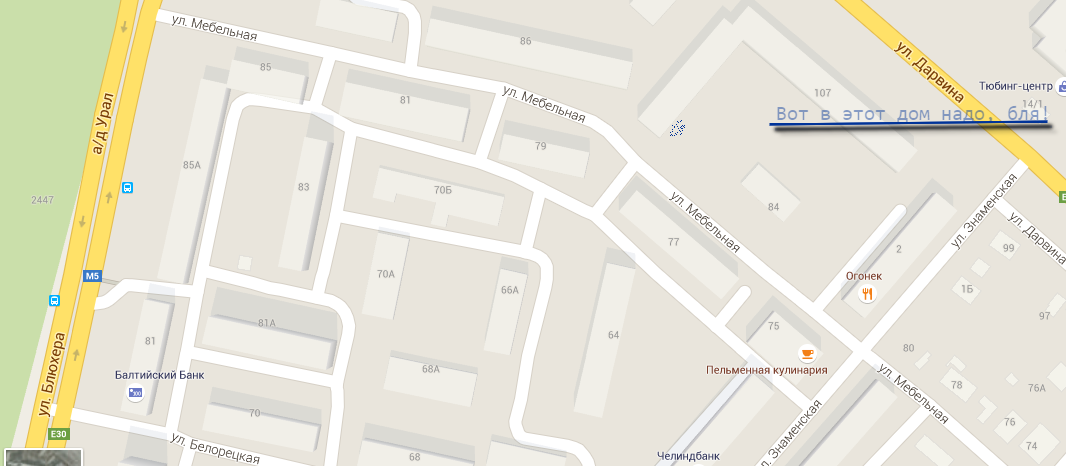 ул. Мебельная
86
ул. Дарвина
85
81
107
Тюбинг-центр
14/1
Вот в этот дом надо, бля!
а/д Урал
ул. Мебельная
79
85А
83
70Б
2447
84
ул. Мебельная
ул. Знаменская
ул. Дарвина
77
2
99
М5
70А
Огонек
66А
1Б
81А
75
97
81
64
80
ул. Блюхера
Балтийский Банк
68А
Пельменная кулинария
ул. Мебельная
78
76А
70
ул. Знаменская
76
E30
ул. Белорецкая
74
68
Челиндбанк